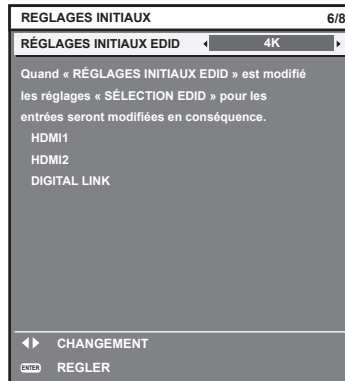 REGLAGES INITIAUX 6/8
RÉGLAGES INITIAUX EDID 4K
Quand « RÉGLAGES INITIAUX EDID » est modifié
les réglages « SÉLECTION EDID » pour les
entrées seront modifiées en conséquence.
HDMI1
HDMI2
DIGITAL LINK
CHANGEMENT
ENTER REGLER